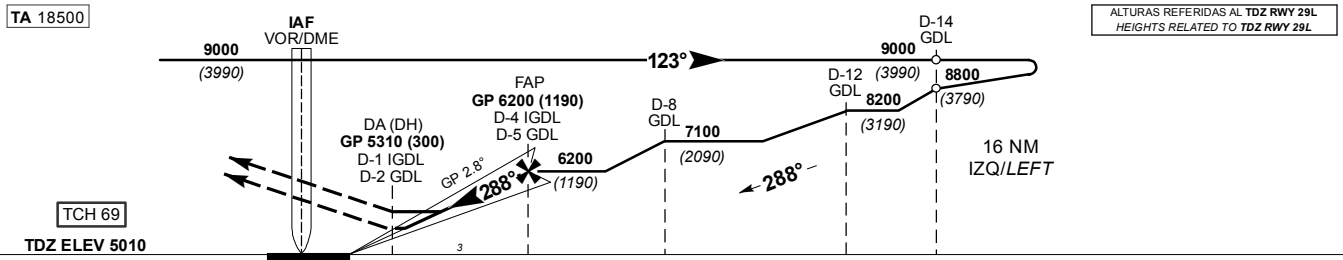 TA 18500
IAF
VOR/DME
D-14
GDL
ALTURAS REFERIDAS AL TDZ RWY 29L
HEIGHTS RELATED TO TDZ RWY 29L
9000
(3990)
123°
9000
(3990)
8800
(3790)
D-12
GDL
8200
(3190)
FAP
GP 6200 (1190)
D-4 IGDL
D-5 GDL
D-8
GDL
7100
(2090)
DA (DH)
GP 5310 (300)
D-1 IGDL
D-2 GDL
6200
(1190)
16 NM
IZQ/LEFT
GP 2.8°
288°
288°
TCH 69
TDZ ELEV 5010
3